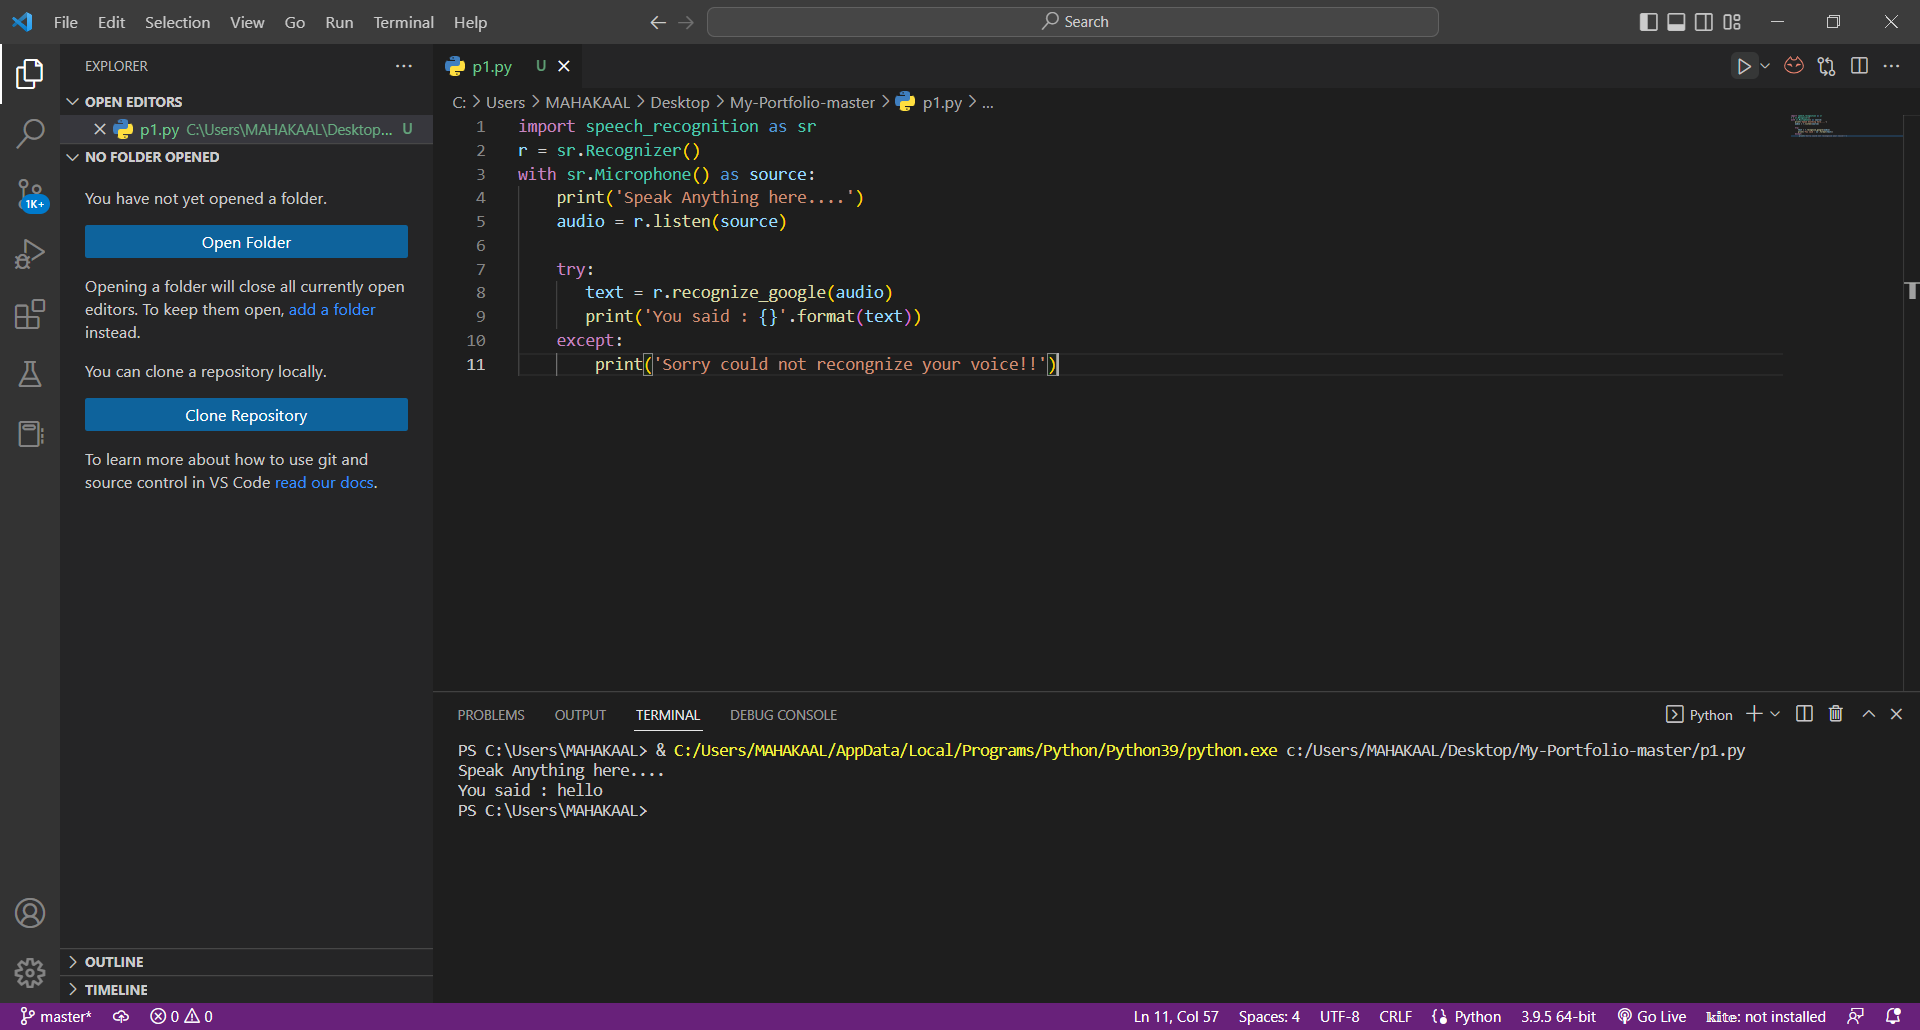 File Edit Selection View Go Run Terminal Help
Search
EXPLORER
OPEN EDITORS
p1.py C:\Users\MAHAKAAL\Desktop... U
NO FOLDER OPENED
You have not yet opened a folder.
Open Folder
Opening a folder will close all currently open
editors. To keep them open, add a folder
instead.
You can clone a repository locally.
Clone Repository
To learn more about how to use git and
source control in VS Code read our docs.
OUTLINE
TIMELINE
1K+
p1.py U
C: > Users > MAHAKAAL > Desktop > My-Portfolio-master > p1.py > ...
1 import speech_recognition as sr
2 r = sr.Recognizer()
3 with sr.Microphone() as source:
4 print('Speak Anything here....')
5 audio = r.listen(source)
6
7 try:
8 text = r.recognize_google(audio)
9 print('You said : {}'.format(text))
10 except:
11 print('Sorry could not recongnize your voice!!')
PROBLEMS OUTPUT TERMINAL DEBUG CONSOLE
Python
PS C:\Users\MAHAKAAL> & C:/Users/MAHAKAAL/AppData/Local/Programs/Python/Python39/python.exe c:/Users/MAHAKAAL/Desktop/My-Portfolio-master/p1.py
Speak Anything here....
You said : hello
PS C:\Users\MAHAKAAL>
master* 0 0
Ln 11, Col 57 Spaces: 4 UTF-8 CRLF Python 3.9.5 64-bit Go Live kite: not installed